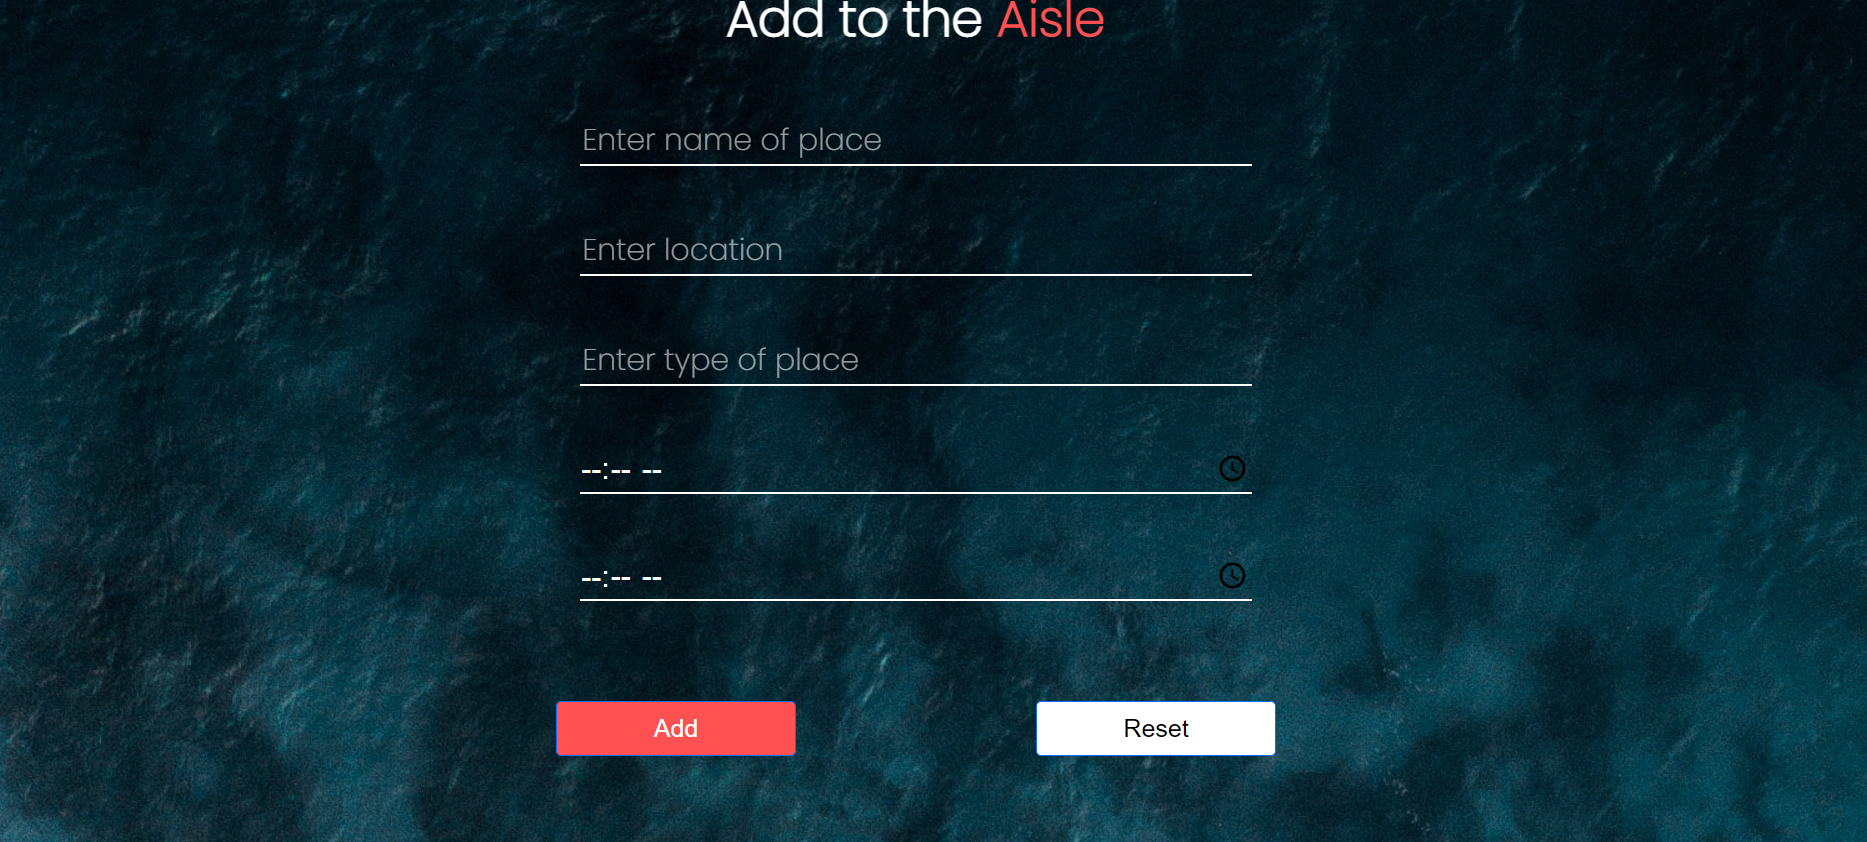 Add to the Aisle
Enter name of place
Enter location
Enter type of place
--:-- --
--:-- --
Add
Reset